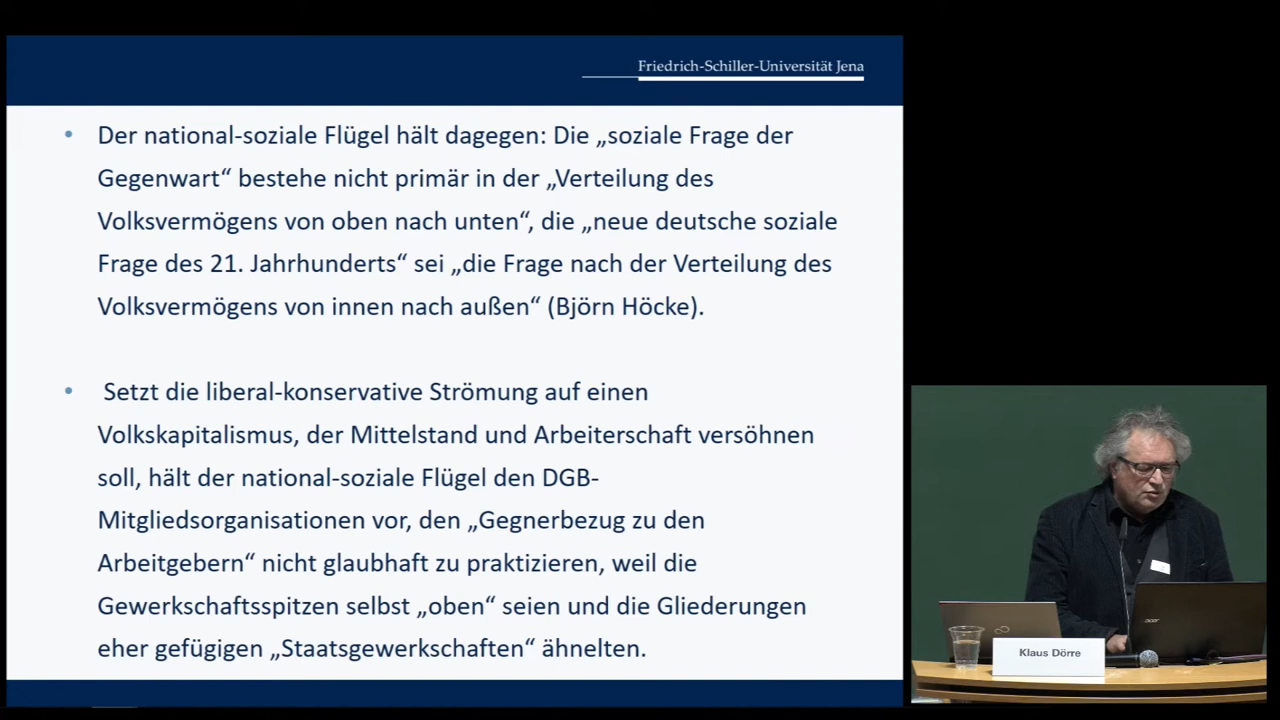 Friedrich-Schiller-Universität Jena
• Der national-soziale Flügel hält dagegen: Die „soziale Frage der
Gegenwart“ bestehe nicht primär in der „Verteilung des
Volksvermögens von oben nach unten“, die „neue deutsche soziale
Frage des 21. Jahrhunderts“ sei „die Frage nach der Verteilung des
Volksvermögens von innen nach außen“ (Björn Höcke).
• Setzt die liberal-konservative Strömung auf einen
Volkskapitalismus, der Mittelstand und Arbeiterschaft versöhnen
soll, hält der national-soziale Flügel den DGB-
Mitgliedsorganisationen vor, den „Gegnerbezug zu den
Arbeitgebern“ nicht glaubhaft zu praktizieren, weil die
Gewerkschaftsspitzen selbst „oben“ seien und die Gliederungen
eher gefügigen „Staatsgewerkschaften“ ähnelten.
acer
Klaus Dörre